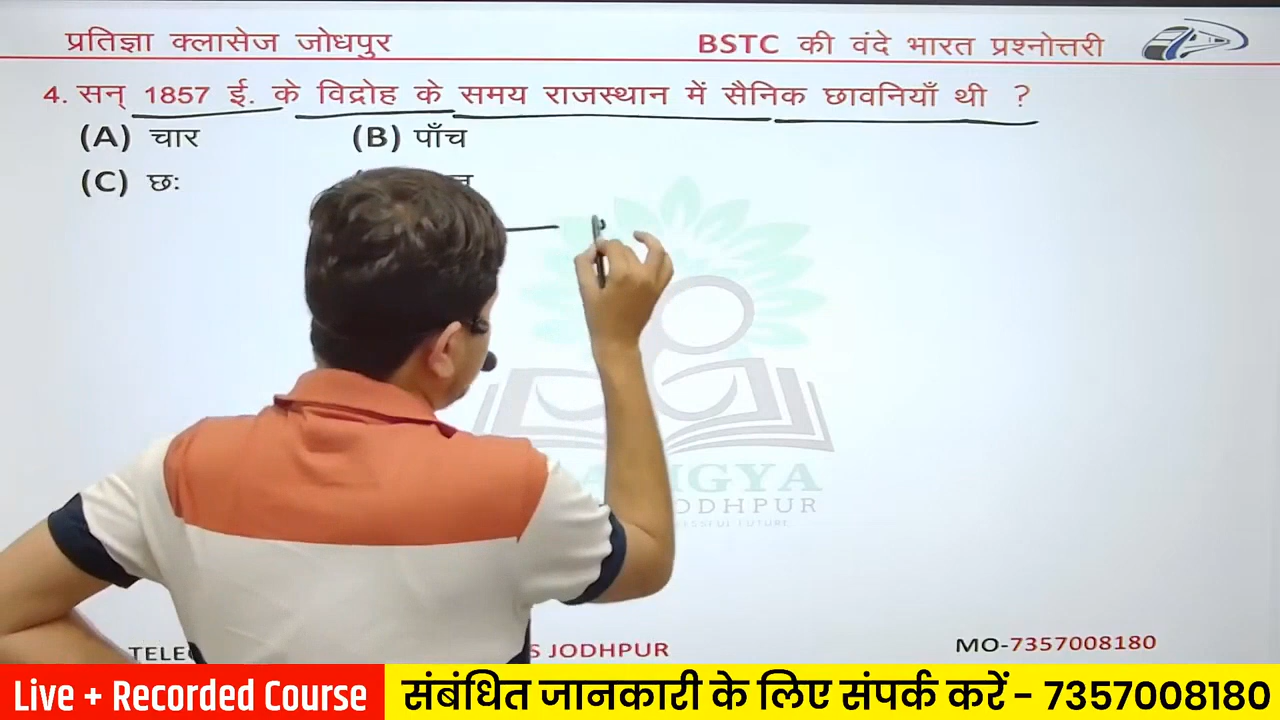 प्रतिज्ञा क्लासेज जोधपुर
BSTC की वंदे भारत प्रश्नोत्तरी
4. सन् 1857 ई. के विद्रोह के समय राजस्थान में सैनिक छावनियाँ थी ?
(A) चार (B) पाँच
(C) छः
JODHPUR
MO-7357008180
Live + Recorded Course
संबंधित जानकारी के लिए संपर्क करें - 7357008180